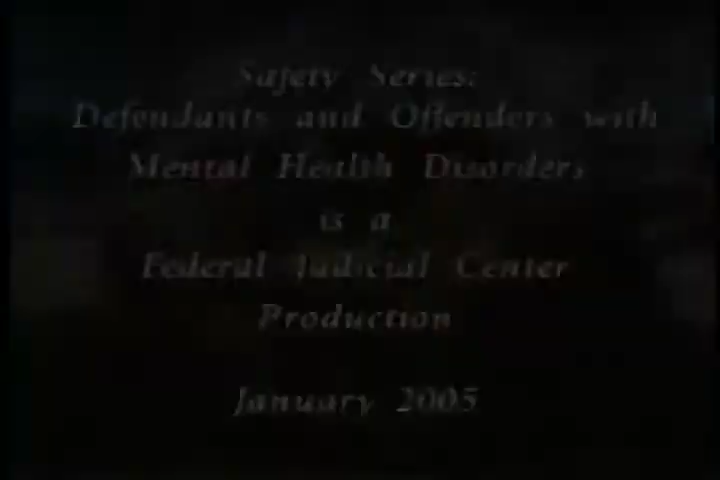 Safety Series:
Defendants and Offenders with
Mental Health Disorders
is a
Federal Judicial Center
Production
January 2005